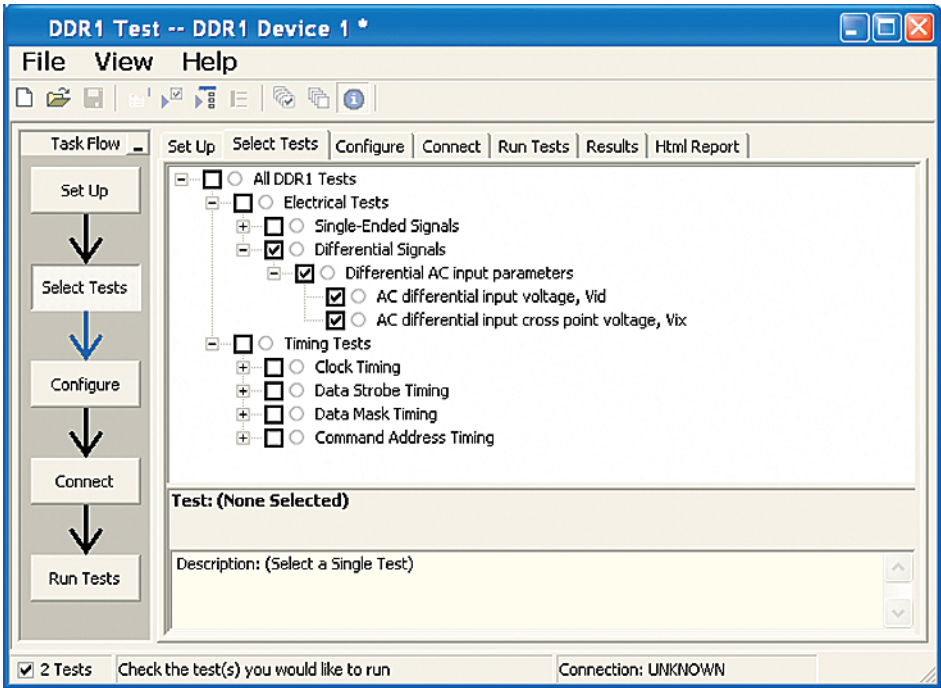 DDR1 Test -- DDR1 Device 1 *
File View Help
Task Flow
Set Up
Select Tests
Configure
Connect
Run Tests
Set Up Select Tests Configure Connect Run Tests Results Html Report
All DDR1 Tests
Electrical Tests
Single-Ended Signals
Differential Signals
Differential AC input parameters
AC differential input voltage, Vid
AC differential input cross point voltage, Vix
Timing Tests
Clock Timing
Data Strobe Timing
Data Mask Timing
Command Address Timing
Test: (None Selected)
Description: (Select a Single Test)
2 Tests Check the test(s) you would like to run Connection: UNKNOWN